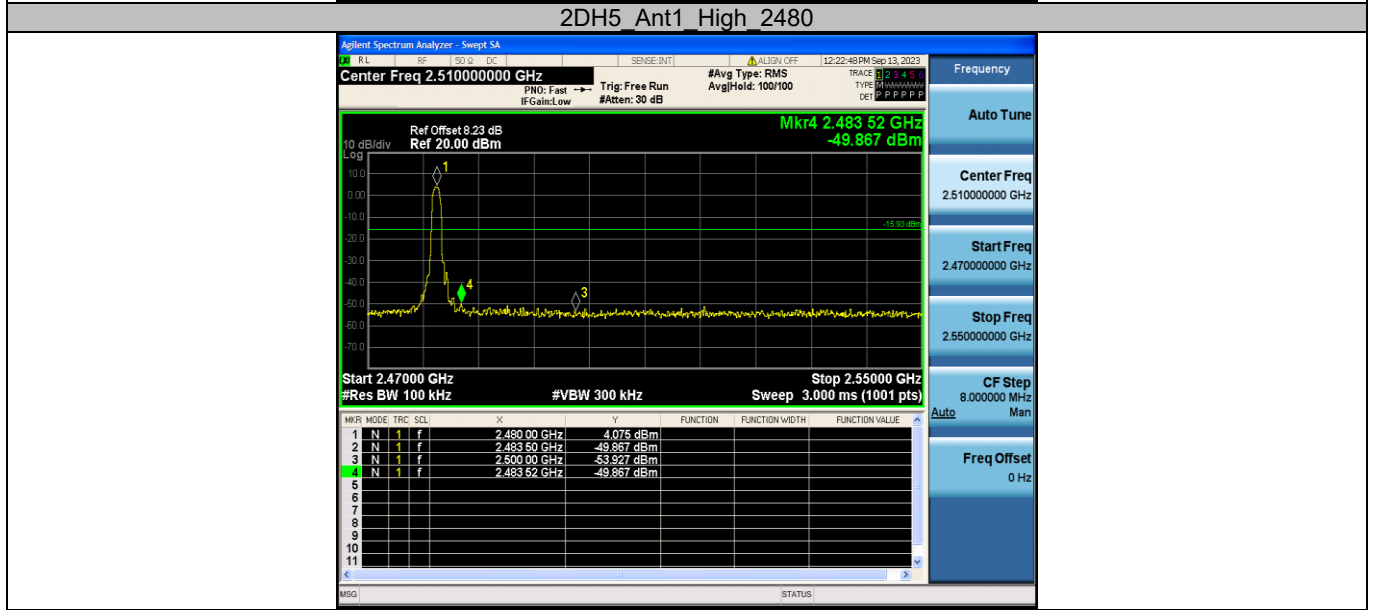 2DH5_Ant1_High_2480
Agilent Spectrum Analyzer - Swept SA
RL RF 50 Ω DC SENSE:INT ALIGN OFF 12:22:48 PM Sep 13, 2023
Center Freq 2.510000000 GHz
PNO: Fast
IFGain:Low
Trig: Free Run
#Atten: 30 dB
#Avg Type: RMS
Avg|Hold: 100/100
TRACE 1 2 3 4 5 6
TYPE M
DET P P P P P P
Mkr4 2.483 52 GHz
-49.867 dBm
Ref Offset 8.23 dB
10 dB/div Ref 20.00 dBm
Log
10.0
0.00
-10.0
-20.0
-30.0
-40.0
-50.0
-60.0
-70.0
1
4
3
-15.93 dBm
Start 2.47000 GHz Stop 2.55000 GHz
#Res BW 100 kHz #VBW 300 kHz Sweep 3.000 ms (1001 pts)
MKR MODE TRC SCL X Y FUNCTION FUNCTION WIDTH FUNCTION VALUE
1 N 1 f 2.480 00 GHz 4.075 dBm
2 N 1 f 2.483 50 GHz -49.867 dBm
3 N 1 f 2.500 00 GHz -53.927 dBm
4 N 1 f 2.483 52 GHz -49.867 dBm
5
6
7
8
9
10
11
MSG STATUS
Frequency
Auto Tune
Center Freq
2.510000000 GHz
Start Freq
2.470000000 GHz
Stop Freq
2.550000000 GHz
CF Step
8.000000 MHz
Auto Man
Freq Offset
0 Hz